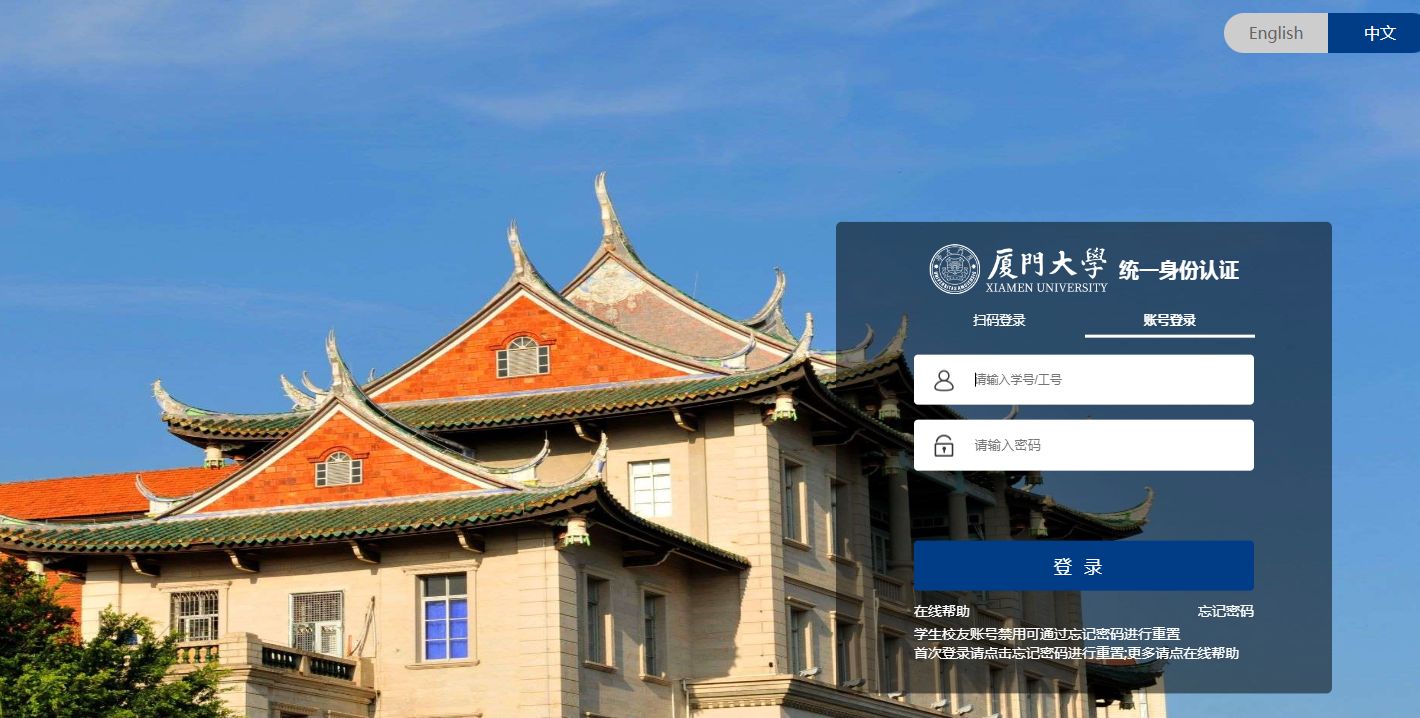 English 中文
厦門大學 统一身份认证
XIAMEN UNIVERSITY
扫码登录 账号登录
请输入学号/工号
请输入密码
登 录
在线帮助 忘记密码
学生校友账号禁用可通过忘记密码进行重置
首次登录请点击忘记密码进行重置;更多请点在线帮助